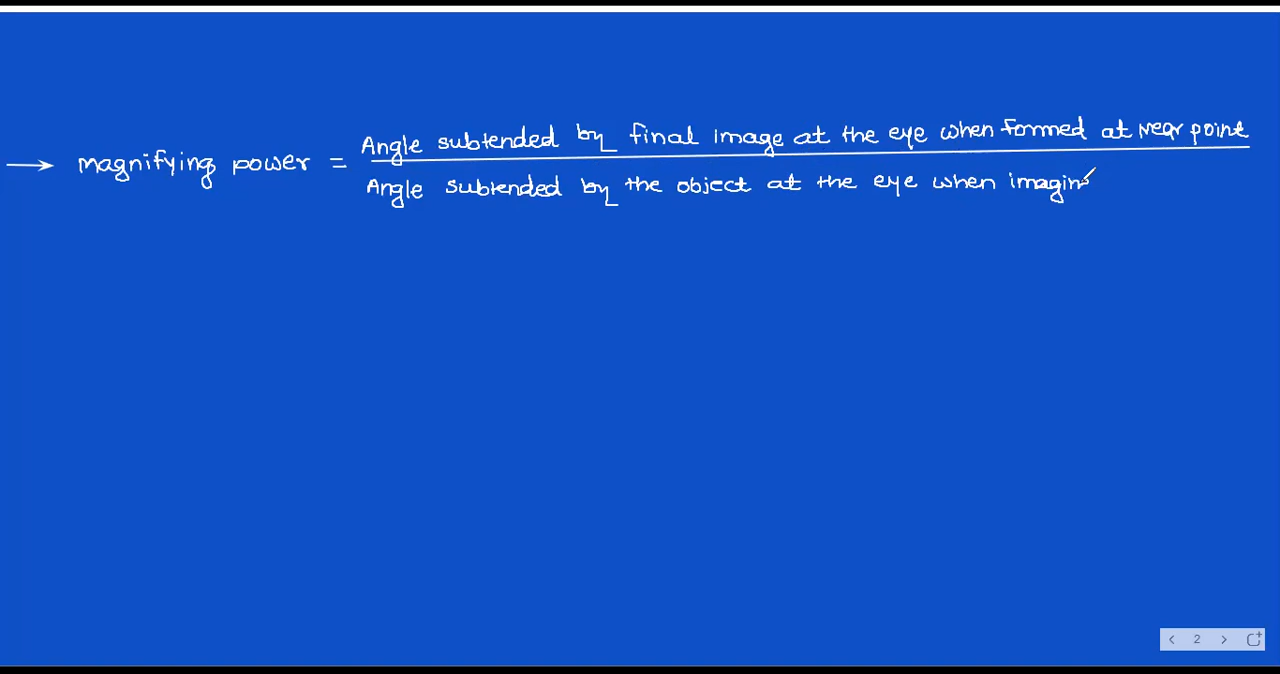 → magnifying power = Angle subtended by final image at the eye when formed at Near point
Angle subtended by the object at the eye when imagin
2